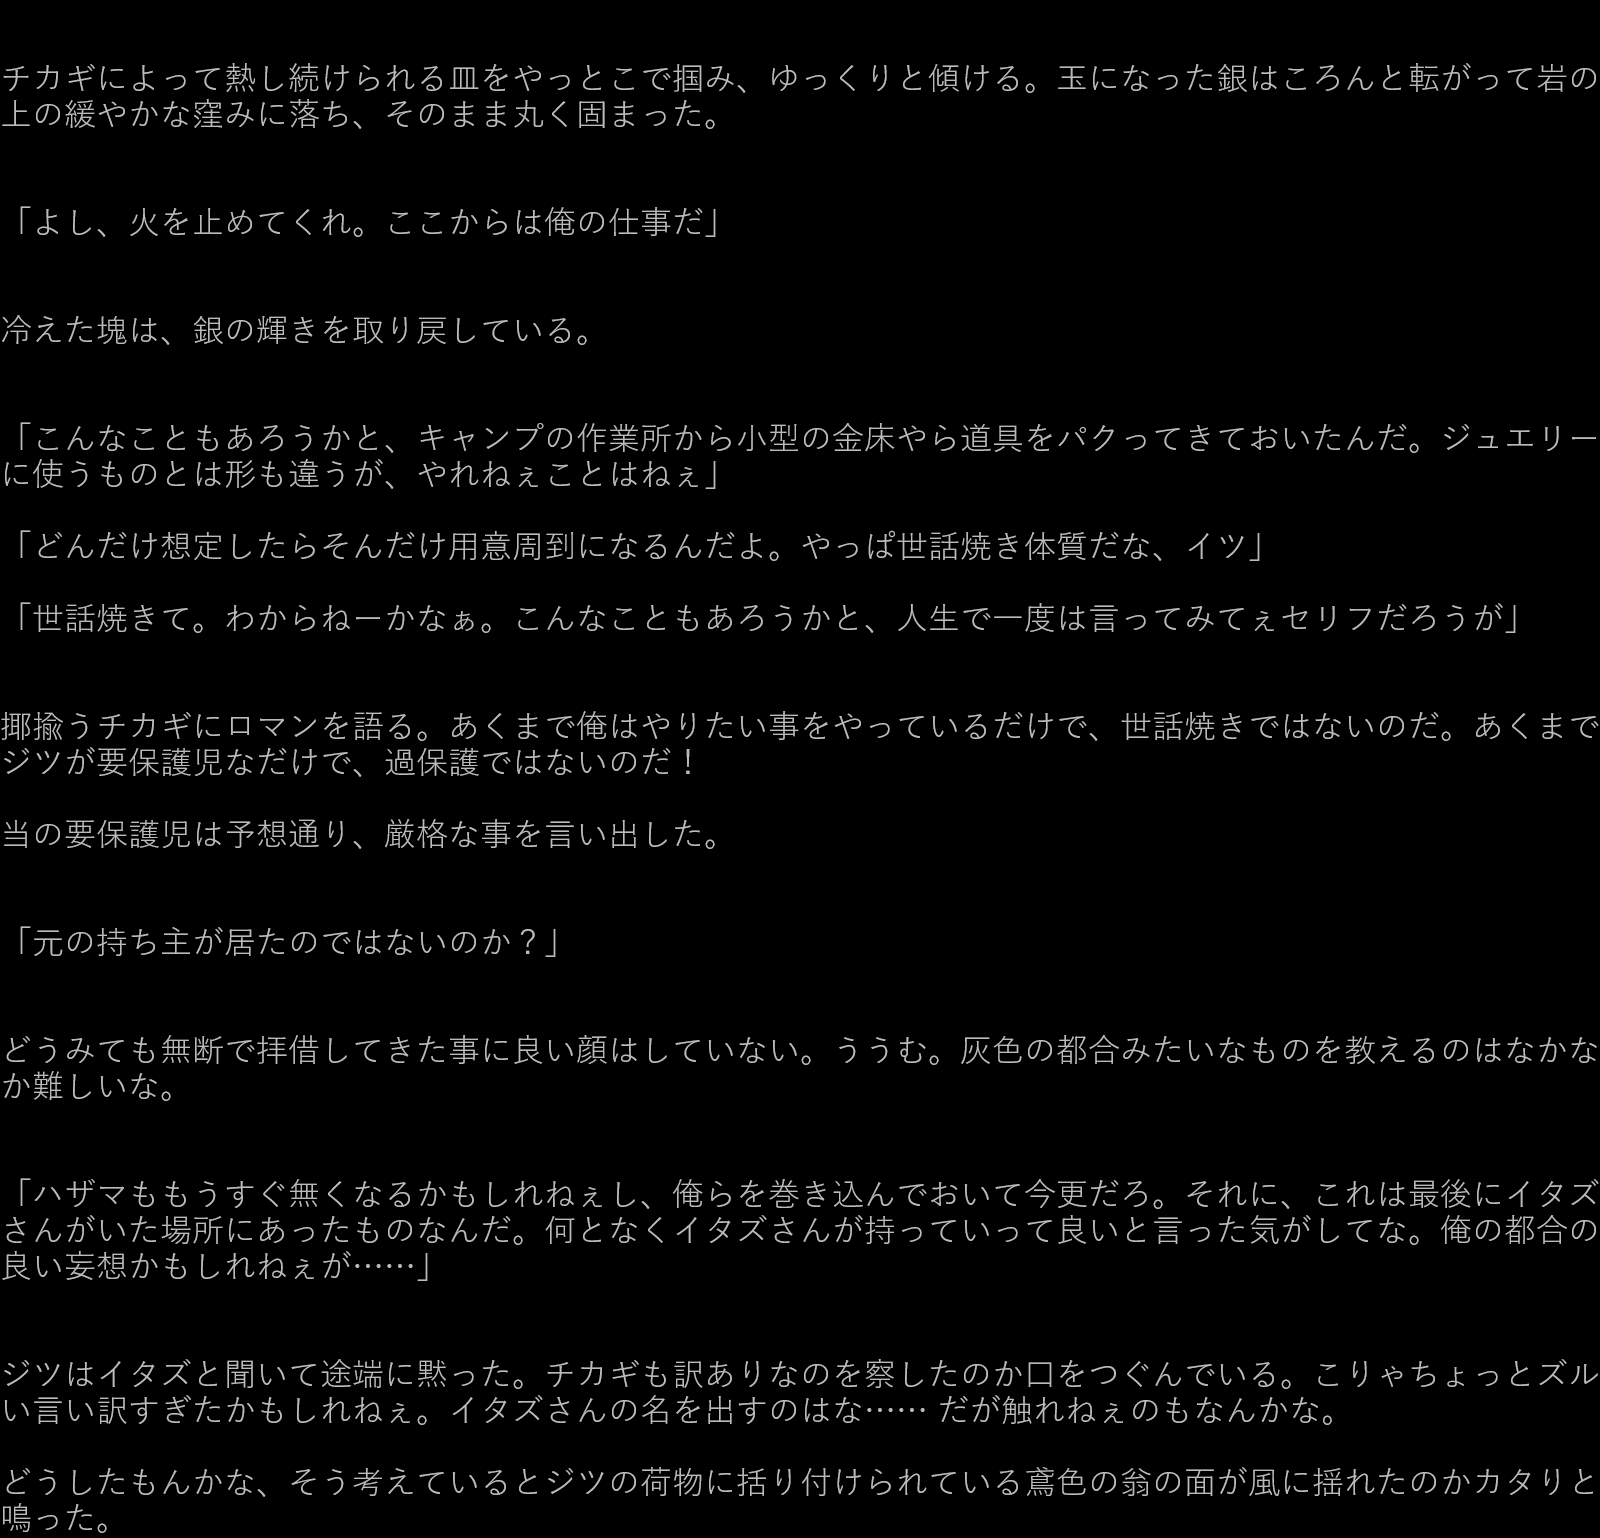 チカギによって熱し続けられる皿をやっとこで掴み、ゆっくりと傾ける。玉になった銀はころんと転がって岩の
上の緩やかな窪みに落ち、そのまま丸く固まった。
「よし、火を止めてくれ。ここからは俺の仕事だ」
冷えた塊は、銀の輝きを取り戻している。
「こんなこともあろうかと、キャンプの作業所から小型の金床やら道具をパクってきておいたんだ。ジュエリー
に使うものとは形も違うが、やれねぇことはねぇ」
「どんだけ想定したらそんだけ用意周到になるんだよ。やっぱ世話焼き体質だな、イツ」
「世話焼きて。わからねーかなぁ。こんなこともあろうかと、人生で一度は言ってみてぇセリフだろうが」
揶揄うチカギにロマンを語る。あくまで俺はやりたい事をやっているだけで、世話焼きではないのだ。あくまで
ジツが要保護児なだけで、過保護ではないのだ！
当の要保護児は予想通り、厳格な事を言い出した。
「元の持ち主が居たのではないのか？」
どうみても無断で拝借してきた事に良い顔はしていない。ううむ。灰色の都合みたいなものを教えるのはなかな
か難しいな。
「ハザマももうすぐ無くなるかもしれねぇし、俺らを巻き込んでおいて今更だろ。それに、これは最後にイタズ
さんがいた場所にあったものなんだ。何となくイタズさんが持っていって良いと言った気がしてな。俺の都合の
良い妄想かもしれねぇが……」
ジツはイタズと聞いて途端に黙った。チカギも訳ありなのを察したのか口をつぐんでいる。こりゃちょっとズル
い言い訳すぎたかもしれねぇ。イタズさんの名を出すのはな…… だが触れねぇのもなんかな。
どうしたもんかな、そう考えているとジツの荷物に括り付けられている鳶色の翁の面が風に揺れたのかカタりと
鳴った。